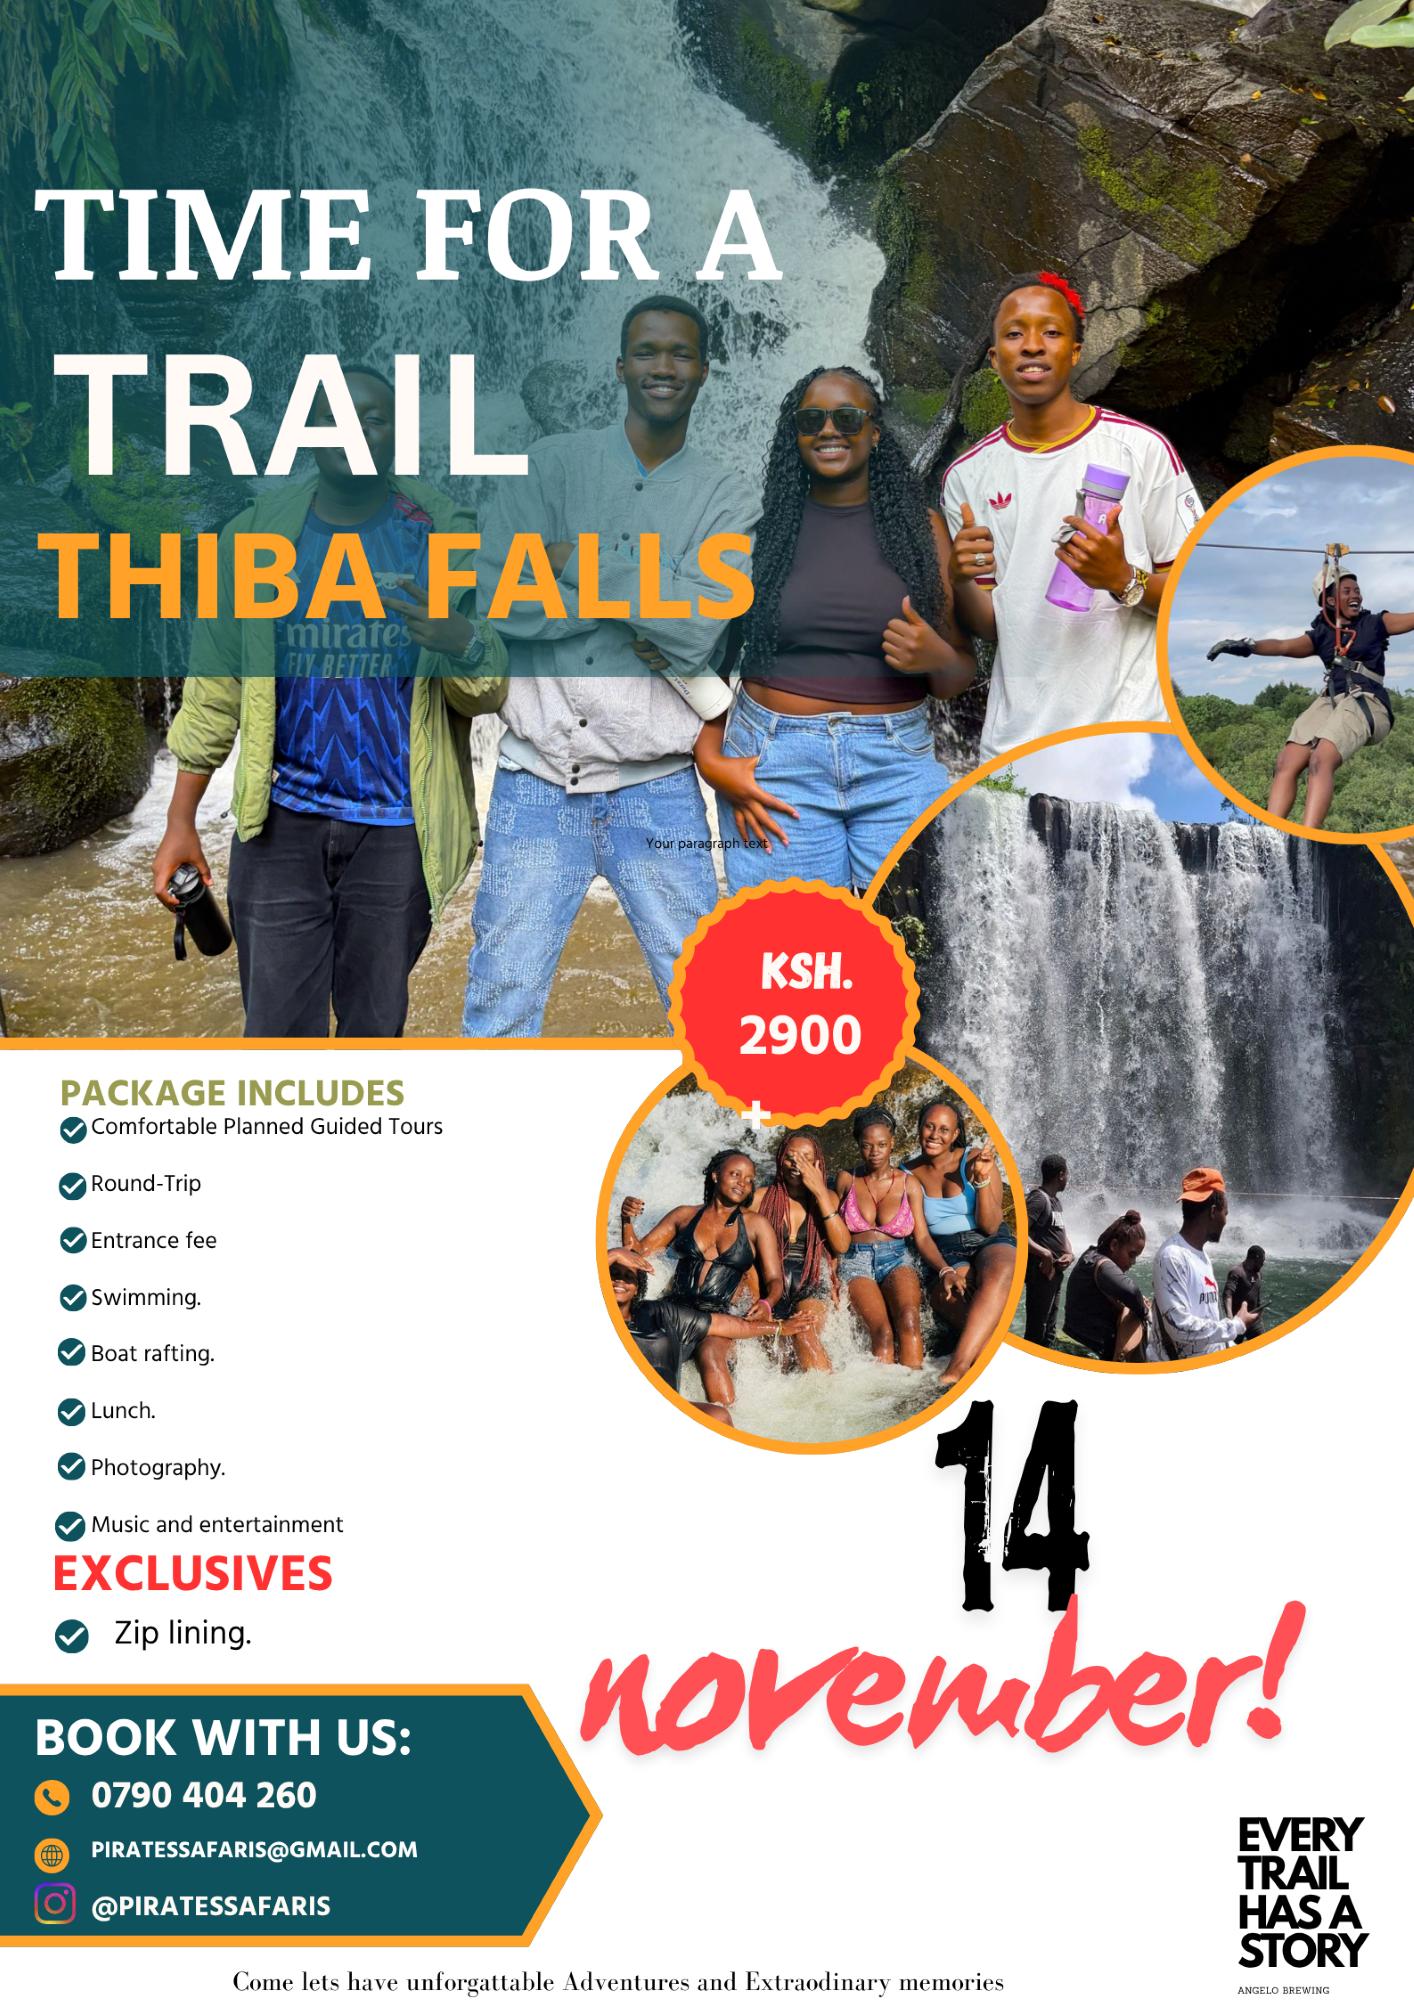 TIME FOR A
TRAIL
THIBA FALLS
mirates
FLY BETTER
Your paragraph text
KSH.
2900
+
PACKAGE INCLUDES
Comfortable Planned Guided Tours
Round-Trip
Entrance fee
Swimming.
Boat rafting.
Lunch.
Photography.
Music and entertainment
EXCLUSIVES
Zip lining.
14
november!
BOOK WITH US:
0790 404 260
PIRATESSAFARIS@GMAIL.COM
@PIRATESSAFARIS
EVERY
TRAIL
HAS A
STORY
ANGELO BREWING
Come lets have unforgattable Adventures and Extraodinary memories